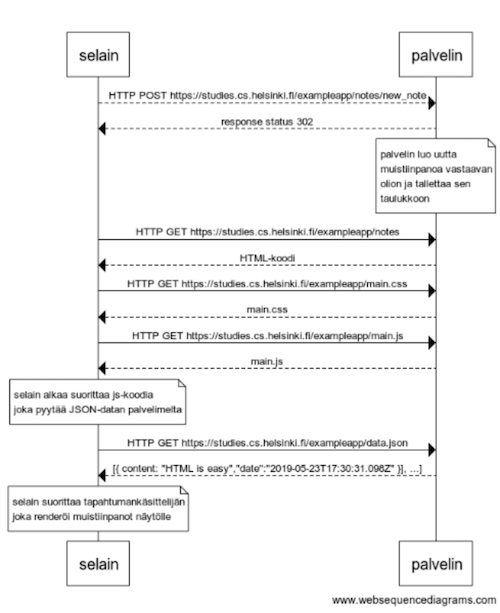 selain palvelin
HTTP POST https://studies.cs.helsinki.fi/exampleapp/notes/new_note
response status 302
palvelin luo uutta
muistiinpanoa vastaavan
olion ja tallettaa sen
taulukkoon
HTTP GET https://studies.cs.helsinki.fi/exampleapp/notes
HTML-koodi
HTTP GET https://studies.cs.helsinki.fi/exampleapp/main.css
main.css
HTTP GET https://studies.cs.helsinki.fi/exampleapp/main.js
main.js
selain alkaa suorittaa js-koodia
joka pyytää JSON-datan palvelimelta
HTTP GET https://studies.cs.helsinki.fi/exampleapp/data.json
[{ content: "HTML is easy","date":"2019-05-23T17:30:31.098Z" }], ...]
selain suorittaa tapahtumankäsittelijän
joka renderöi muistiinpanot näytölle
selain palvelin
www.websequencediagrams.com